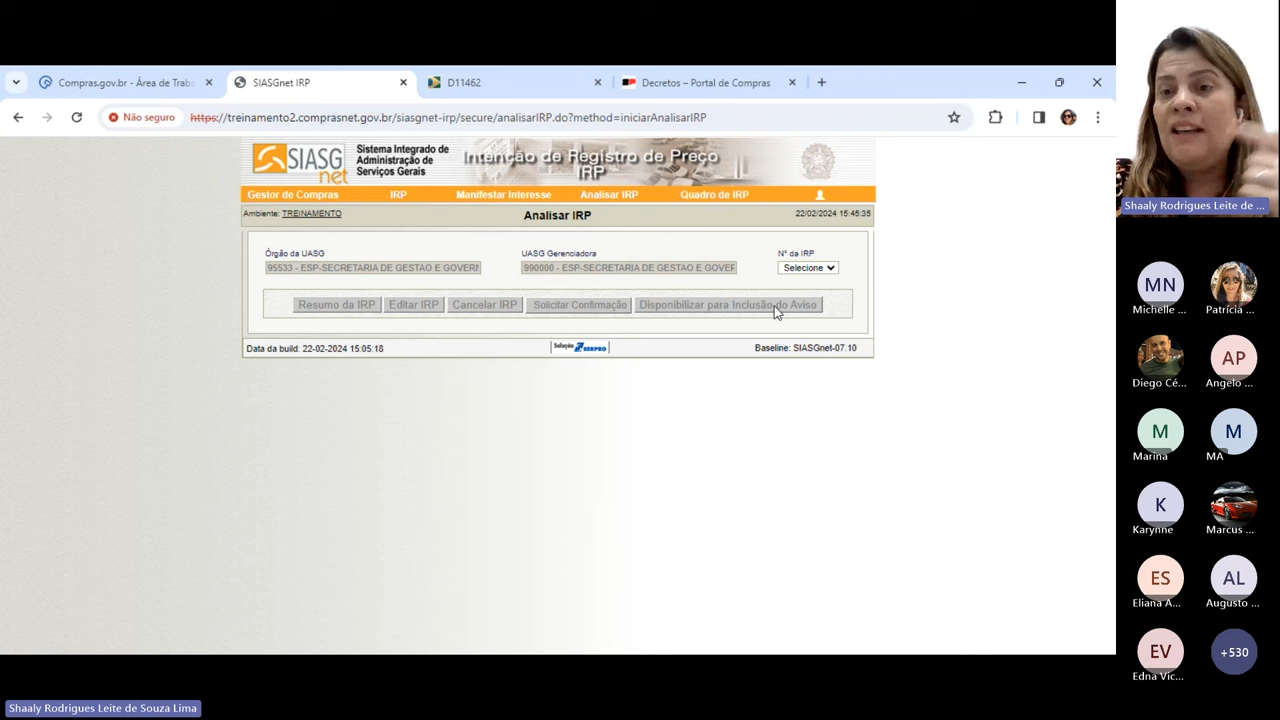 Compras.gov.br - Área de Trab
SIASGnet IRP
D11462
Decretos – Portal de Compras
Não seguro
https://treinamento2.comprasnet.gov.br/siasgnet-irp/secure/analisarIRP.do?method=iniciarAnalisarIRP
SIASG
net
Sistema Integrado de
Administração de
Serviços Gerais
Intenção de Registro de Preço
IRP
Gestor de Compras IRP Manifestar Interesse Analisar IRP Quadro de IRP
Ambiente: TREINAMENTO Analisar IRP 22/02/2024 15:45:35
Órgão da UASG UASG Gerenciadora N° da IRP
95533 - ESP-SECRETARIA DE GESTAO E GOVERN 990000 - ESP-SECRETARIA DE GESTAO E GOVEF Selecione
Resumo da IRP Editar IRP Cancelar IRP Solicitar Confirmação Disponibilizar para Inclusão do Aviso
Data da build: 22-02-2024 15:05:18 Solução SERPRO Baseline: SIASGnet-07.10
Shaaly Rodrigues Leite de ...
MN
Michelle ... Patrícia ...
AP
Diego Cé... Angelo ...
M M
Marina MA
K
Karynne Marcus ...
ES AL
Eliana A... Augusto ...
EV +530
Edna Vic...
Shaaly Rodrigues Leite de Souza Lima